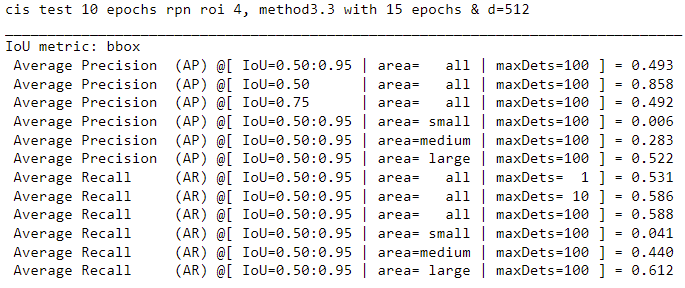 cis test 10 epochs rpn roi 4, method3.3 with 15 epochs & d=512
IoU metric: bbox
 Average Precision  (AP) @[ IoU=0.50:0.95 | area=   all | maxDets=100 ] = 0.493
 Average Precision  (AP) @[ IoU=0.50      | area=   all | maxDets=100 ] = 0.858
 Average Precision  (AP) @[ IoU=0.75      | area=   all | maxDets=100 ] = 0.492
 Average Precision  (AP) @[ IoU=0.50:0.95 | area= small | maxDets=100 ] = 0.006
 Average Precision  (AP) @[ IoU=0.50:0.95 | area=medium | maxDets=100 ] = 0.283
 Average Precision  (AP) @[ IoU=0.50:0.95 | area= large | maxDets=100 ] = 0.522
 Average Recall     (AR) @[ IoU=0.50:0.95 | area=   all | maxDets=  1 ] = 0.531
 Average Recall     (AR) @[ IoU=0.50:0.95 | area=   all | maxDets= 10 ] = 0.586
 Average Recall     (AR) @[ IoU=0.50:0.95 | area=   all | maxDets=100 ] = 0.588
 Average Recall     (AR) @[ IoU=0.50:0.95 | area= small | maxDets=100 ] = 0.041
 Average Recall     (AR) @[ IoU=0.50:0.95 | area=medium | maxDets=100 ] = 0.440
 Average Recall     (AR) @[ IoU=0.50:0.95 | area= large | maxDets=100 ] = 0.612